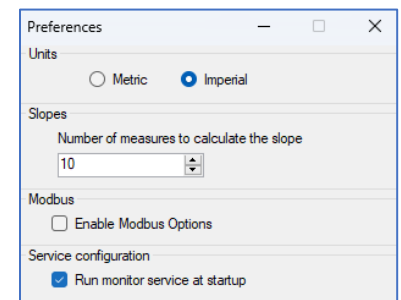 Preferences
Units
Metric Imperial
Slopes
Number of measures to calculate the slope
10
Modbus
Enable Modbus Options
Service configuration
Run monitor service at startup